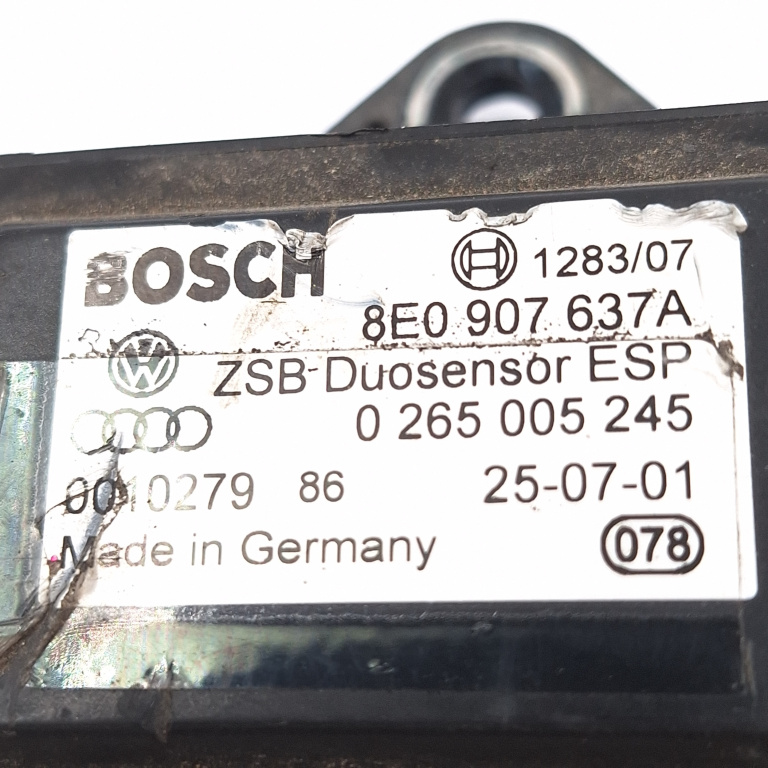 BOSCH 1283/07
8E0 907 637A
VW ZSB-Duosensor ESP
0 265 005 245
0010279 86 25-07-01
Made in Germany 078